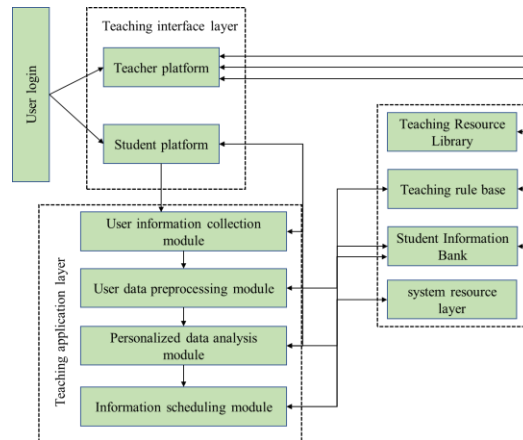 Teaching interface layer
User login
Teacher platform
Student platform
Teaching Resource
Library
Teaching rule base
Student Information
Bank
system resource
layer
Teaching application layer
User information collection
module
User data preprocessing module
Personalized data analysis
module
Information scheduling module